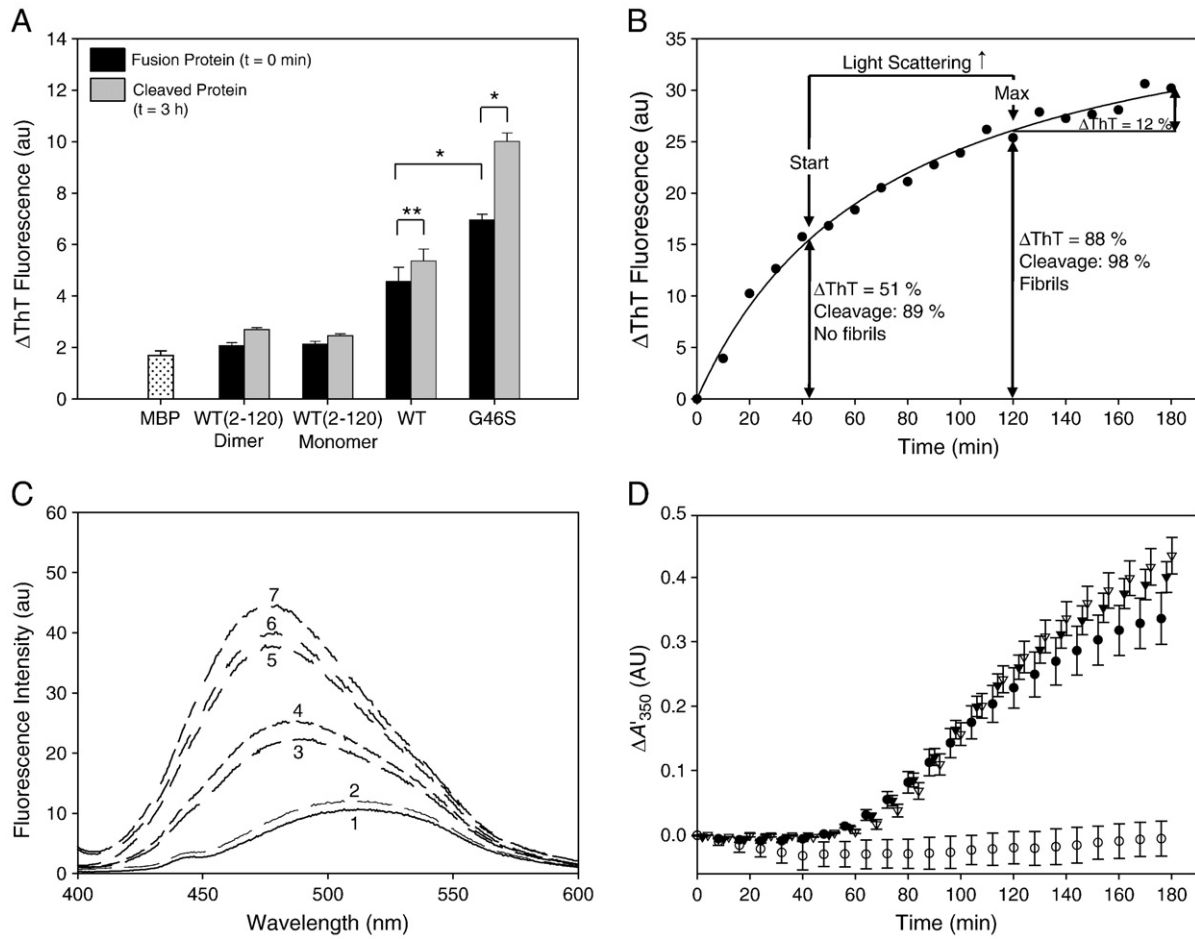 A
14
12
10
8
6
4
2
0
ΔThT Fluorescence (au)
Fusion Protein (t = 0 min)
Cleaved Protein
(t = 3 h)
*
*
**
MBP
WT(2-120)
Dimer
WT(2-120)
Monomer
WT
G46S
B
35
30
25
20
15
10
5
0
ΔThT Fluorescence (au)
Light Scattering ↑
Max
Start
ΔThT = 12 %
ΔThT = 88 %
Cleavage: 98 %
Fibrils
ΔThT = 51 %
Cleavage: 89 %
No fibrils
0 20 40 60 80 100 120 140 160 180
Time (min)
C
60
50
40
30
20
10
0
Fluorescence Intensity (au)
7
6
5
4
3
2
1
400 450 500 550 600
Wavelength (nm)
D
0.5
0.4
0.3
0.2
0.1
0.0
ΔA'350 (AU)
0 20 40 60 80 100 120 140 160 180
Time (min)